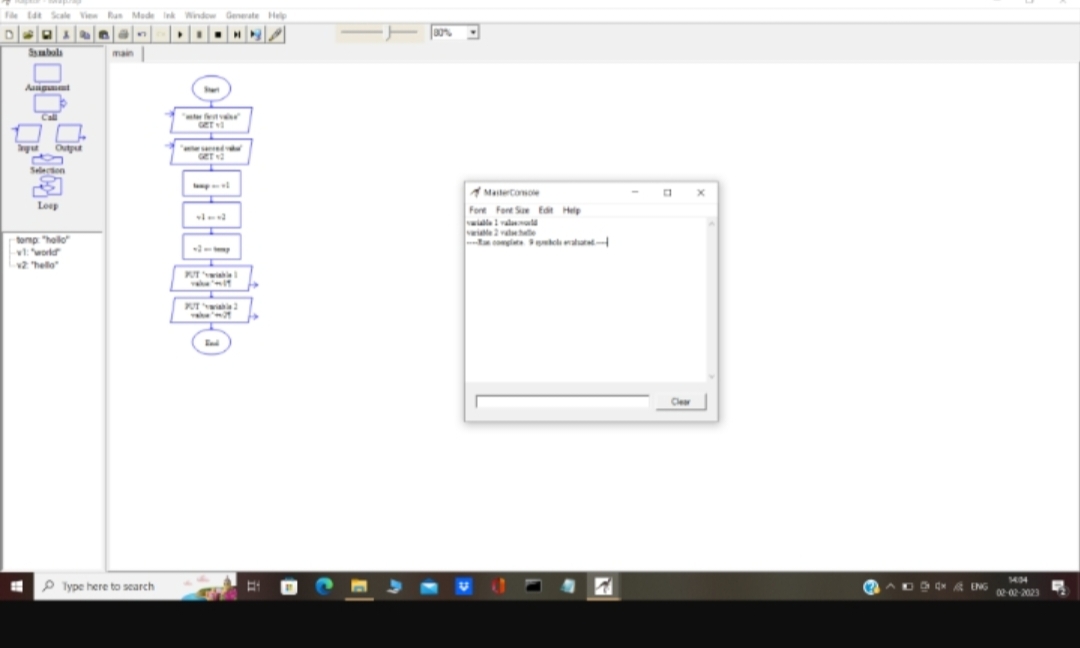 File Edit Scale View Run Mode Ink Window Generate Help
80%
Symbols
main
Assignment
Call
Input Output
Selection
Loop
temp: "hello"
v1: "world"
v2: "hello"
Start
"enter first value"
GET v1
"enter second value"
GET v2
temp ← v1
v1 ← v2
v2 ← temp
PUT "variable 1
value:"+v1¶
PUT "variable 2
value:"+v2¶
End
MasterConsole
Font Font Size Edit Help
variable 1 value:world
variable 2 value:hello
----Run complete. 9 symbols evaluated.----
Clear
Type here to search
ENG
14:04
02-02-2023